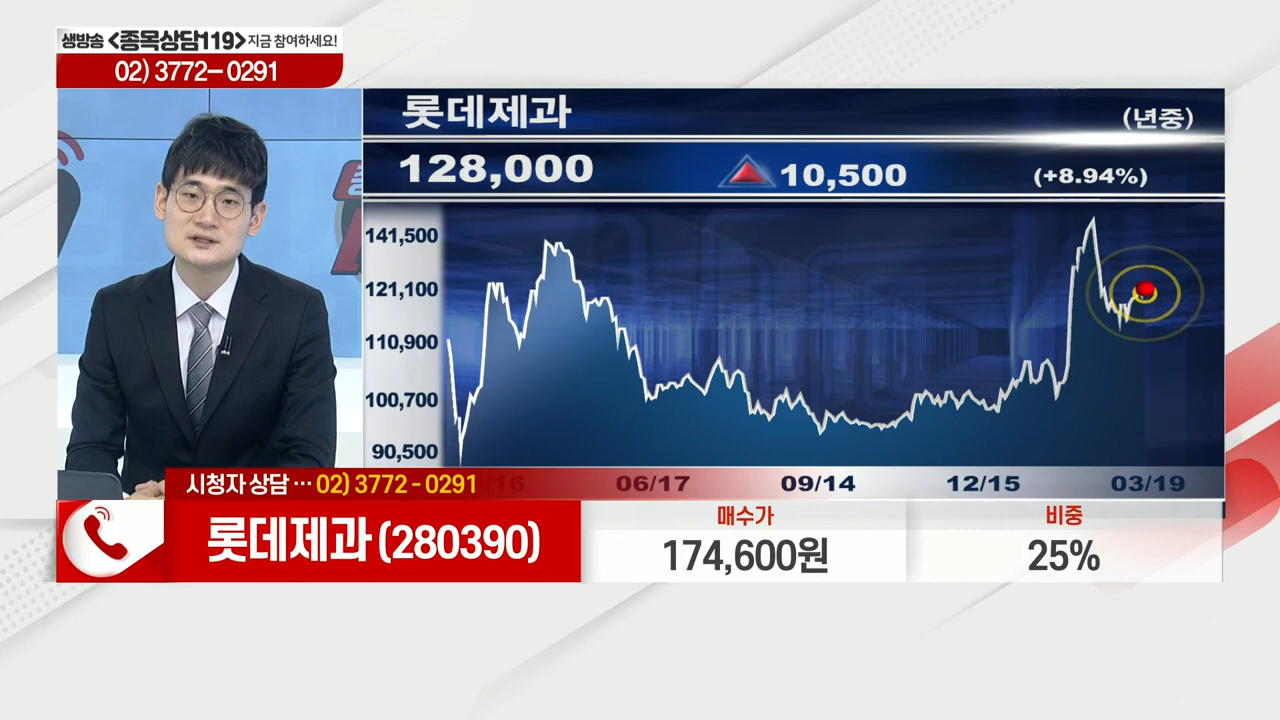 생방송 <종목상담119> 지금 참여하세요!
02) 3772-0291
롯데제과
(년중)
128,000
10,500
(+8.94%)
141,500
121,100
110,900
100,700
90,500
06/17
09/14
12/15
03/19
시청자 상담 … 02) 3772 - 0291
롯데제과 (280390)
매수가
174,600원
비중
25%